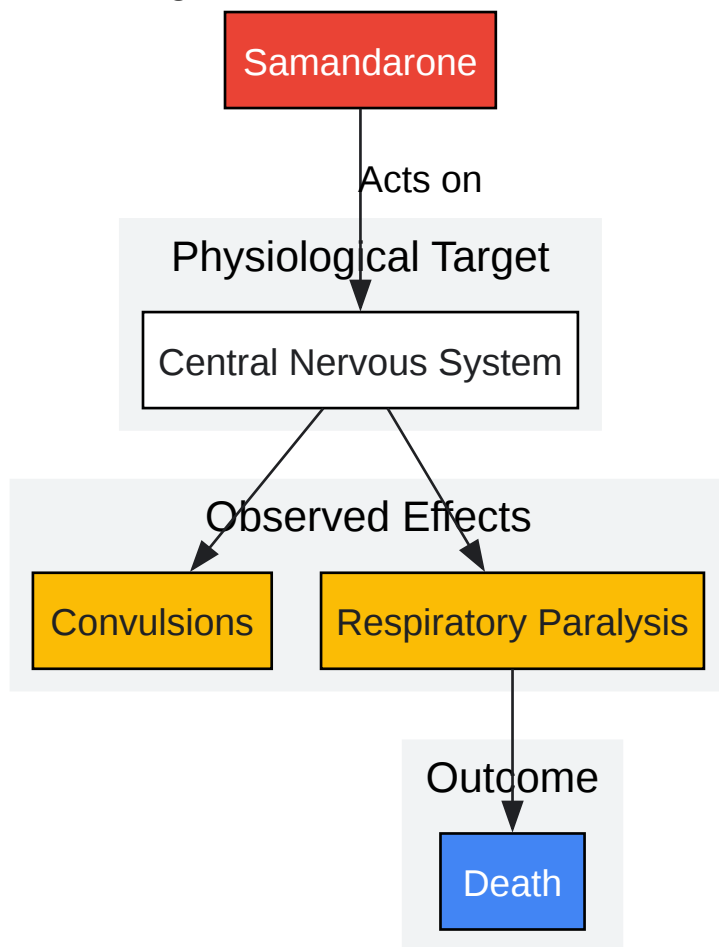 Samandarone
Acts on
Physiological Target
Central Nervous System
Observed Effects
Convulsions
Respiratory Paralysis
Outcome
Death